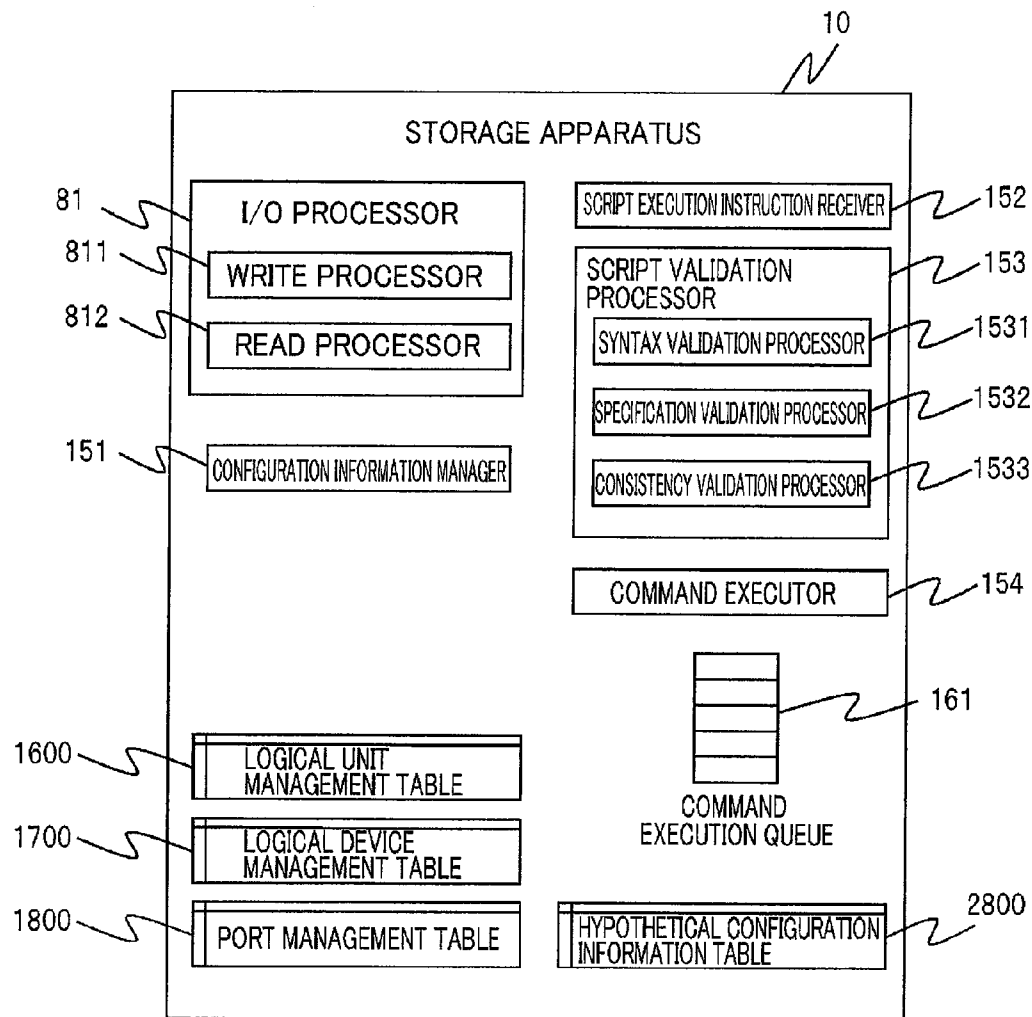 10
STORAGE APPARATUS
81
I/O PROCESSOR
811
WRITE PROCESSOR
812
READ PROCESSOR
151
CONFIGURATION INFORMATION MANAGER
SCRIPT EXECUTION INSTRUCTION RECEIVER
152
SCRIPT VALIDATION
PROCESSOR
153
SYNTAX VALIDATION PROCESSOR
1531
SPECIFICATION VALIDATION PROCESSOR
1532
CONSISTENCY VALIDATION PROCESSOR
1533
COMMAND EXECUTOR
154
161
COMMAND
EXECUTION QUEUE
1600
LOGICAL UNIT
MANAGEMENT TABLE
1700
LOGICAL DEVICE
MANAGEMENT TABLE
1800
PORT MANAGEMENT TABLE
HYPOTHETICAL CONFIGURATION
INFORMATION TABLE
2800